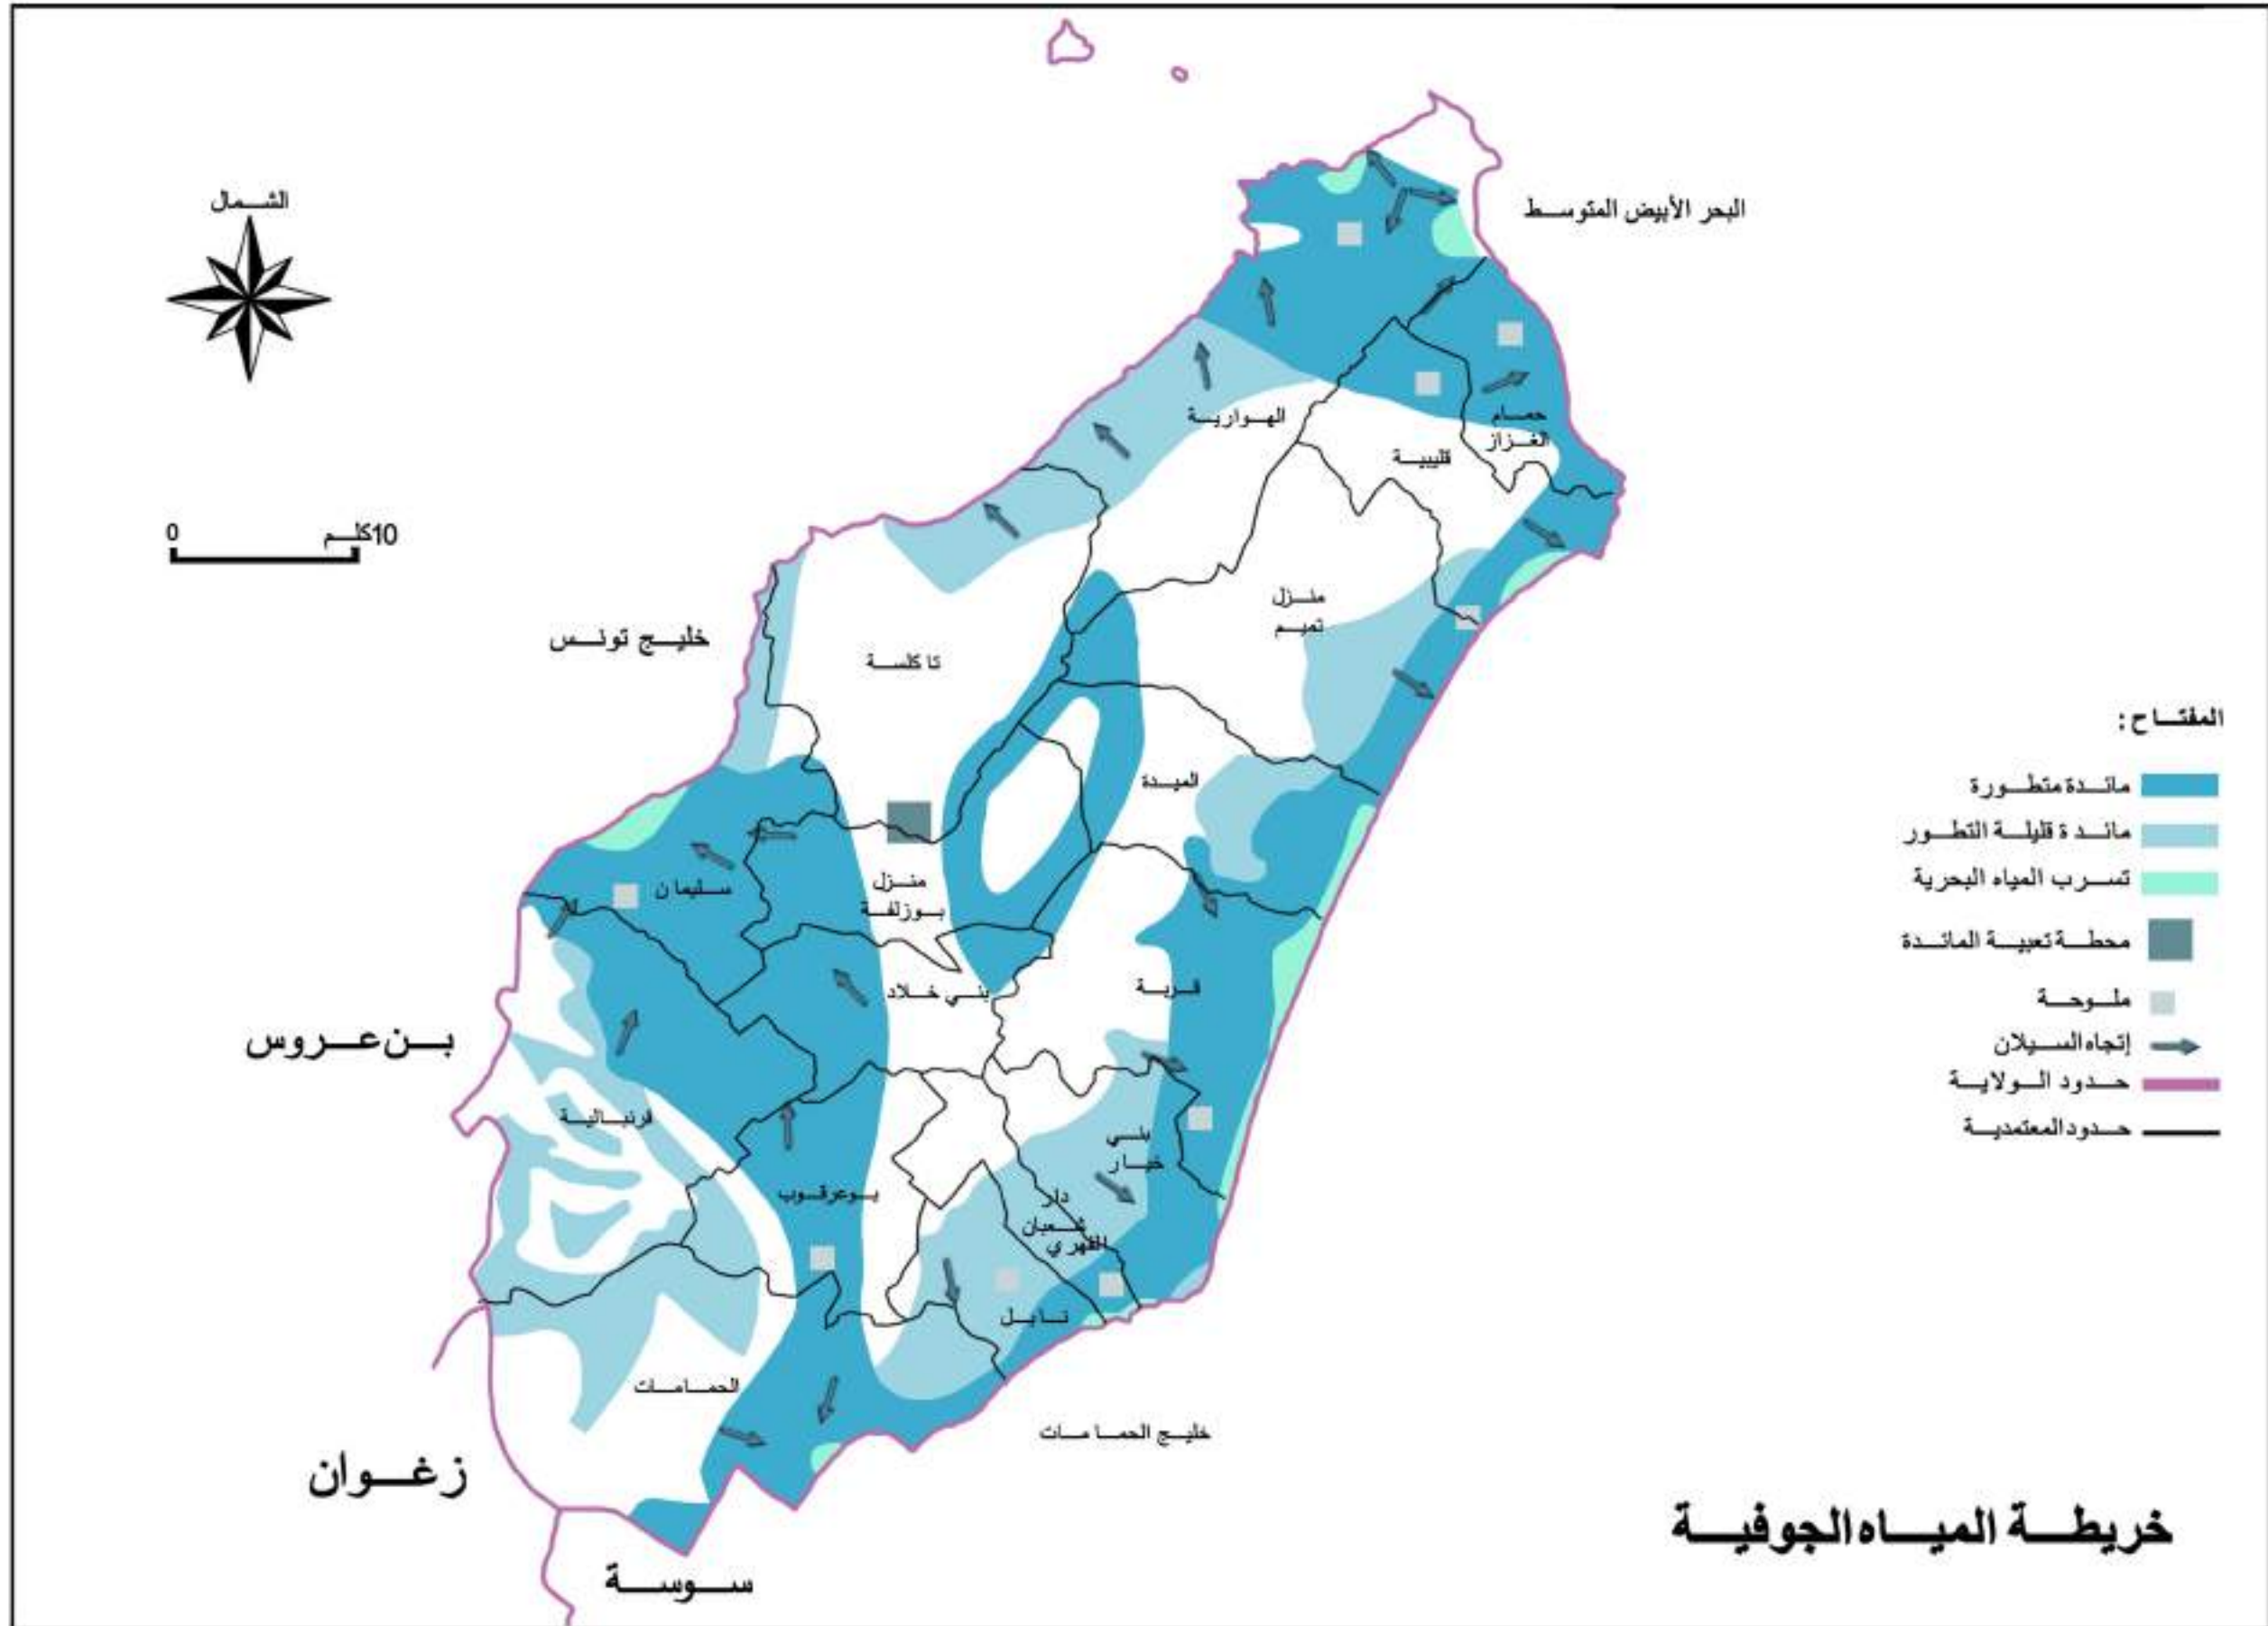 الشمال
البحر الأبيض المتوسط
الهوارية
حمام
الغزاز
قليبية
0
10كلم
منزل
تميم
خليج تونس
تاكلسة
المفتاح:
الميدة
مائدة متطورة
مائدة قليلة التطور
تسرب المياه البحرية
سليمان
منزل
بوزلفة
محطة تعبية المائدة
بني خلاد
قربة
ملوحة
بن عروس
إتجاه السيلان
حدود الولاية
قرنبالية
حدود المعتمدية
بني
خيار
بوعرقوب
دار
شعبان
الفهري
نابل
الحمامات
خليج الحمامات
زغوان
خريطة المياه الجوفية
سوسة